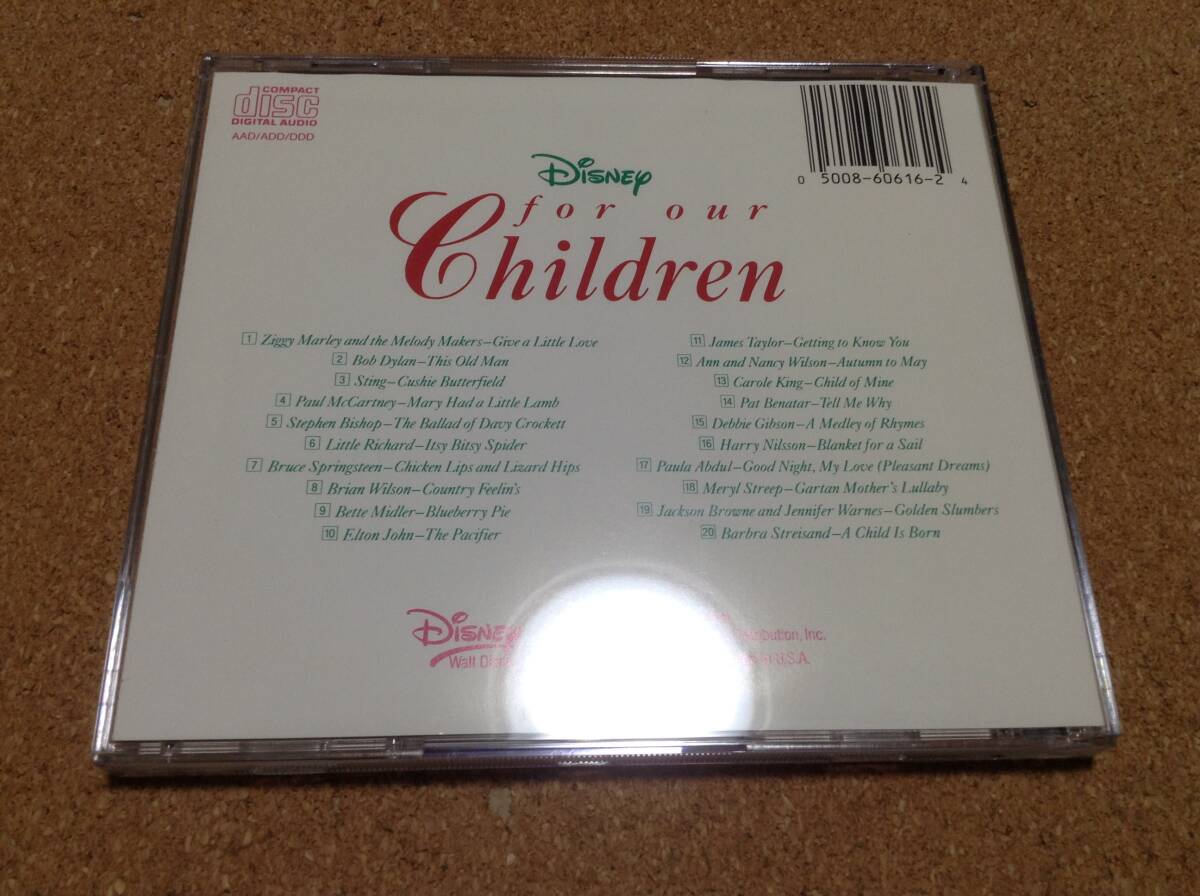 COMPACT
disc
DIGITAL AUDIO
AAD/ADD/DDD
0 5008-60616-2 4
Disney
for our
Children
1 Ziggy Marley and the Melody Makers–Give a Little Love
2 Bob Dylan–This Old Man
3 Sting–Cushie Butterfield
4 Paul McCartney–Mary Had a Little Lamb
5 Stephen Bishop–The Ballad of Davy Crockett
6 Little Richard–Itsy Bitsy Spider
7 Bruce Springsteen–Chicken Lips and Lizard Hips
8 Brian Wilson–Country Feelin's
9 Bette Midler–Blueberry Pie
10 Elton John–The Pacifier
11 James Taylor–Getting to Know You
12 Ann and Nancy Wilson–Autumn to May
13 Carole King–Child of Mine
14 Pat Benatar–Tell Me Why
15 Debbie Gibson–A Medley of Rhymes
16 Harry Nilsson–Blanket for a Sail
17 Paula Abdul–Good Night, My Love (Pleasant Dreams)
18 Meryl Streep–Gartan Mother's Lullaby
19 Jackson Browne and Jennifer Warnes–Golden Slumbers
20 Barbra Streisand–A Child Is Born
Disney
Walt
Inc.
U.S.A.